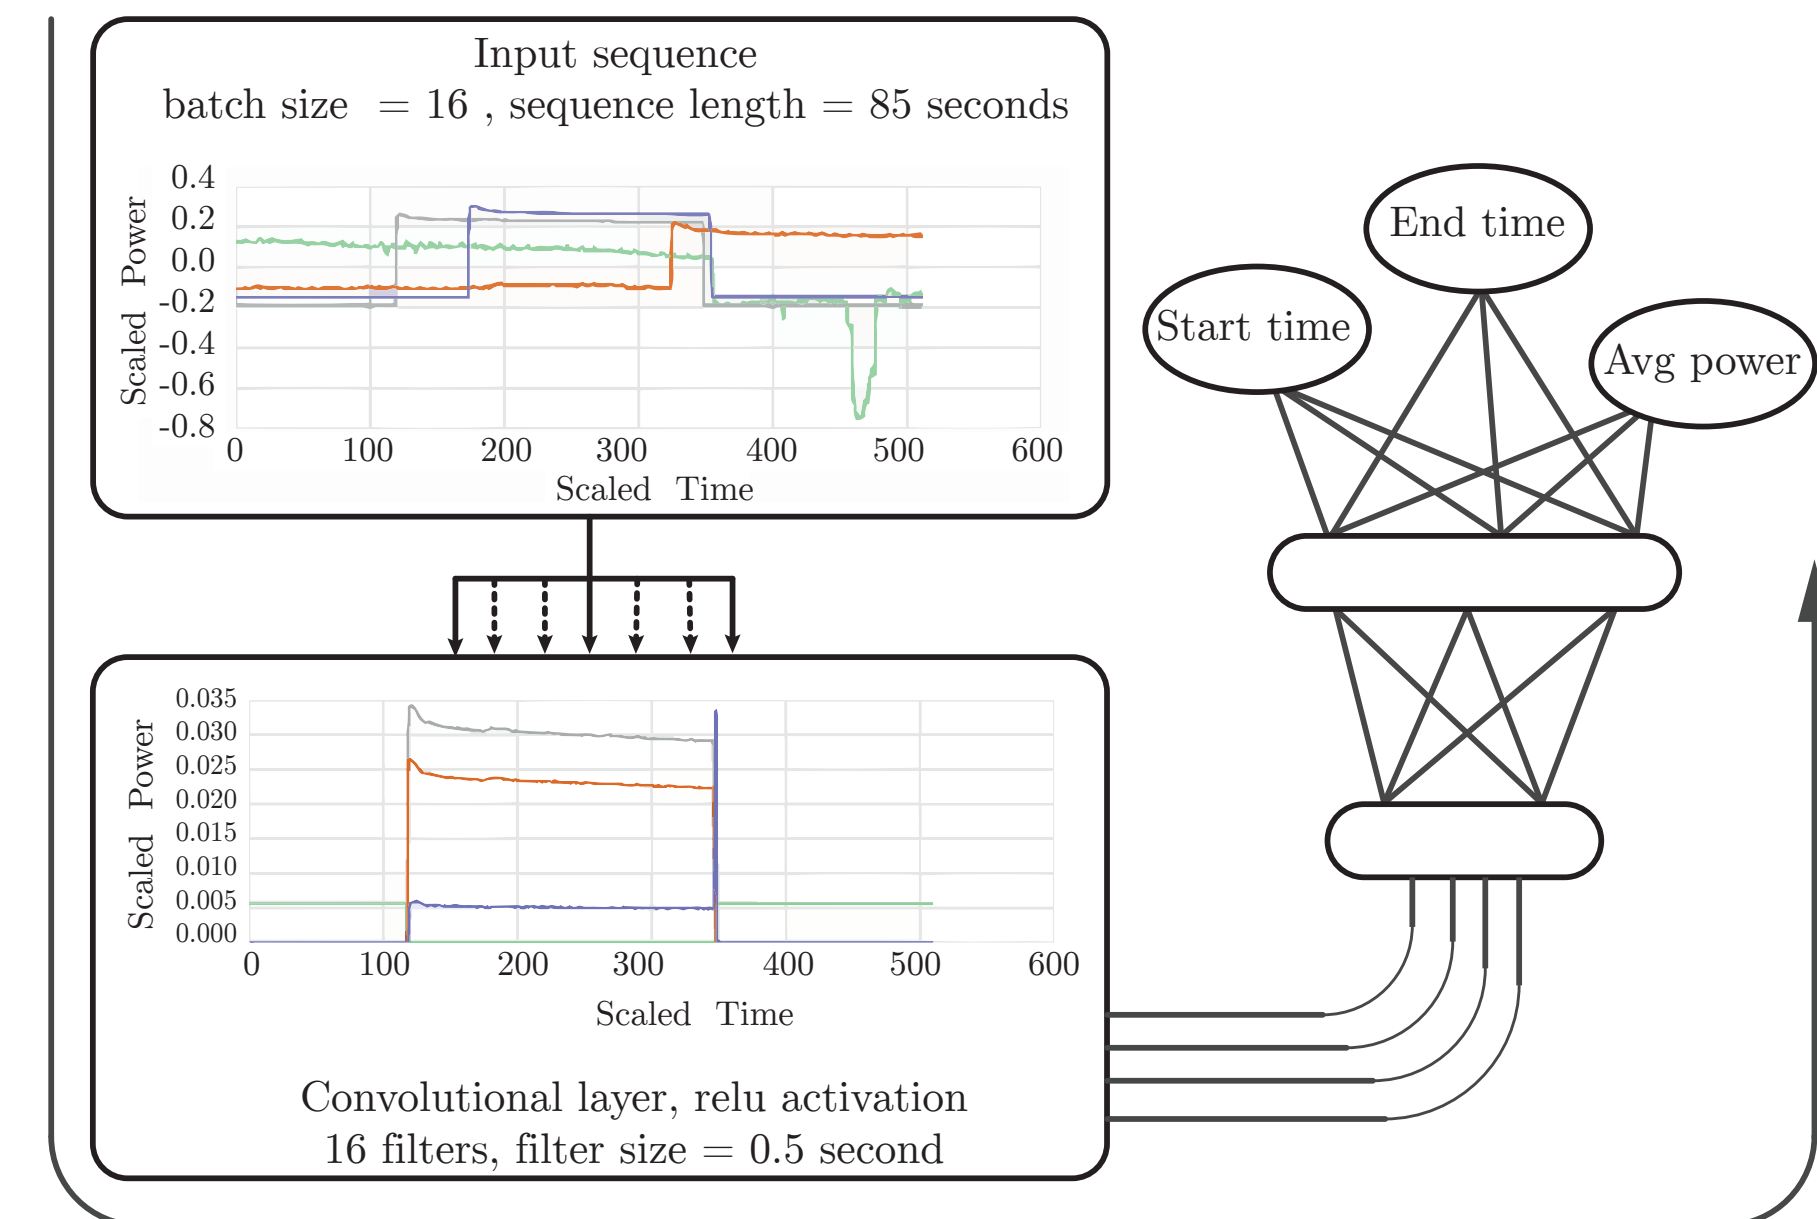 Input sequence
batch size = 16 , sequence length = 85 seconds
Scaled Power
0.4
0.2
0.0
-0.2
-0.4
-0.6
-0.8
0 100 200 300 400 500 600
Scaled Time
Scaled Power
0.035
0.030
0.025
0.020
0.015
0.010
0.005
0.000
0 100 200 300 400 500 600
Scaled Time
Convolutional layer, relu activation
16 filters, filter size = 0.5 second
End time
Start time
Avg power